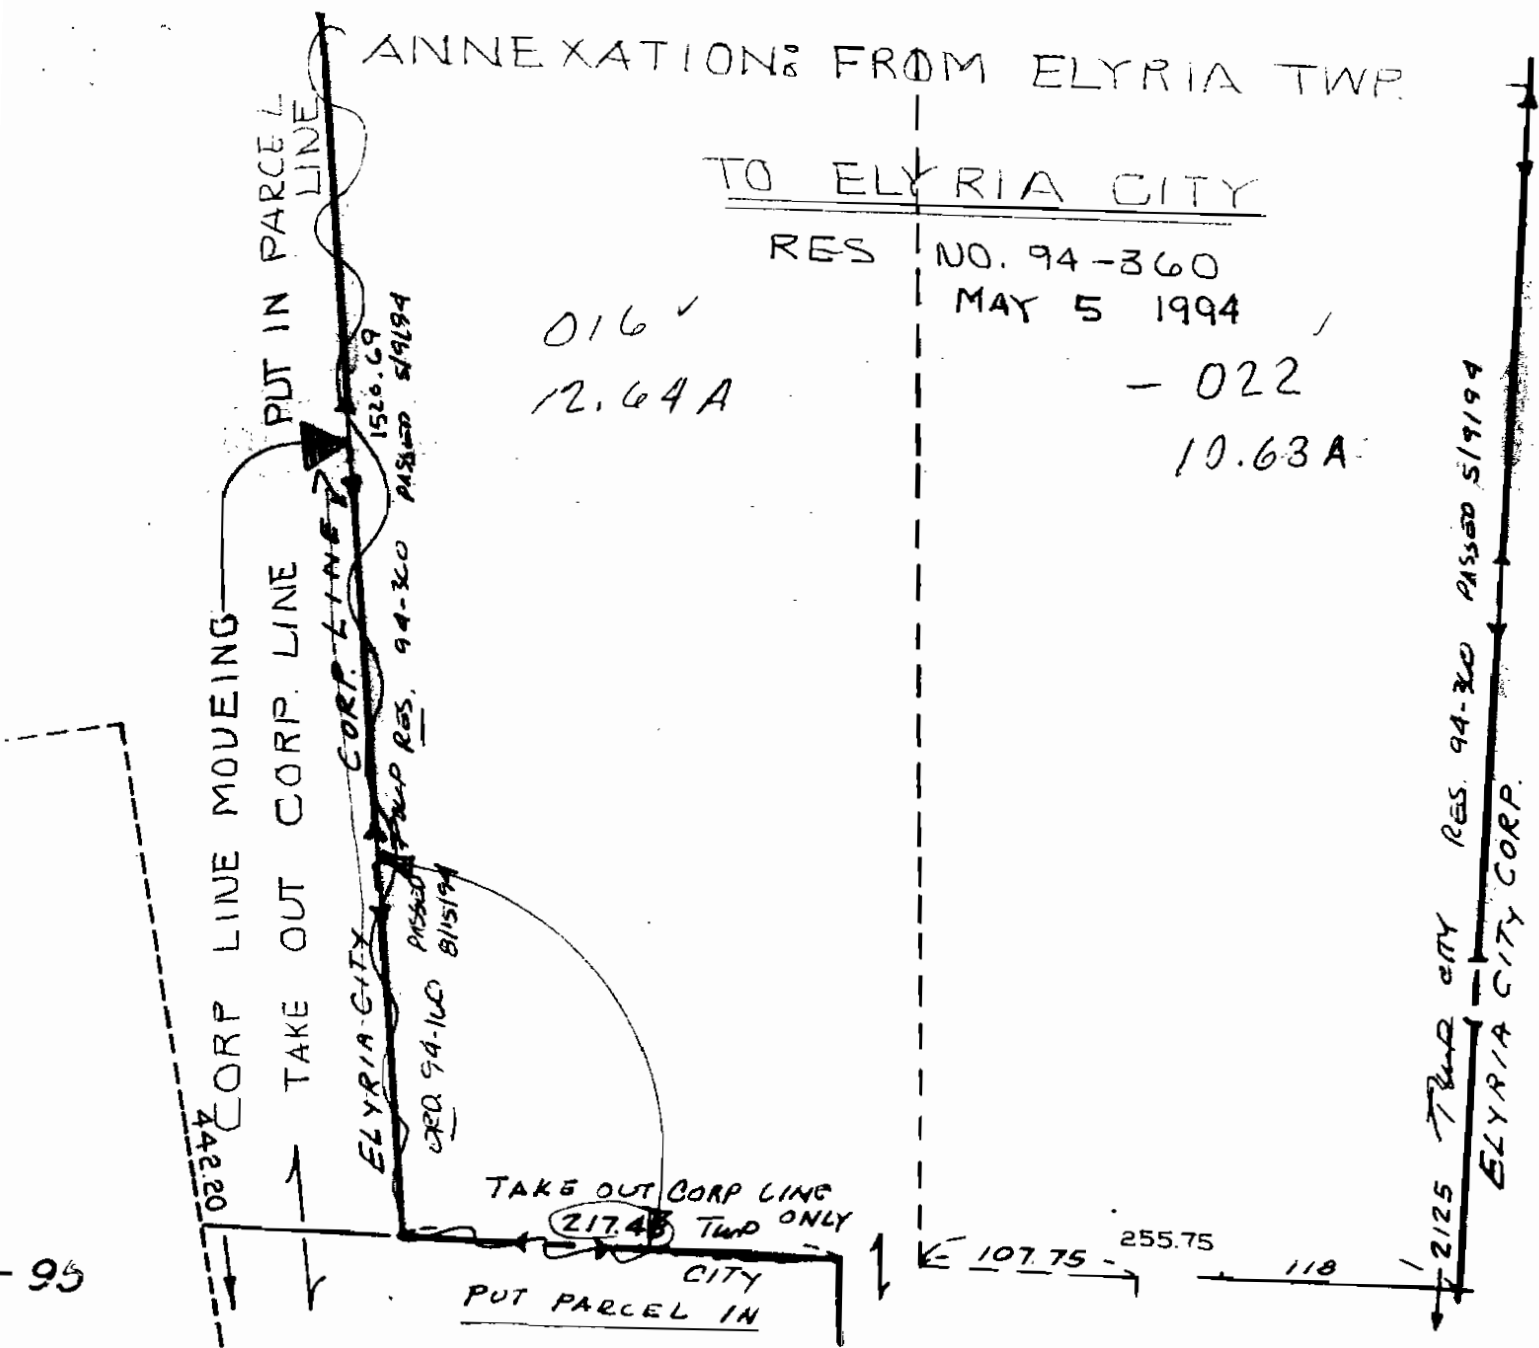 ANNEXATION: FROM ELYRIA TWP.
TO ELYRIA CITY
RES NO. 94-360
MAY 5 1994
016 ✓
12.64 A
- 022
10.63 A
PUT IN PARCEL
LINE
1526.69
RES. 94-360 PASSED 5/9/94
CORP. LINE
CORP LINE MOVEING
TAKE OUT CORP. LINE
ELYRIA CITY
ORD. 94-160 PASSED
8/15/94
442.20
TAKE OUT CORP LINE
217.43 TWP ONLY
CITY
PUT PARCEL IN
107.75
255.75
118
2125 TWP CITY RES. 94-360 PASSED 5/9/94
ELYRIA CITY CORP.
- 95